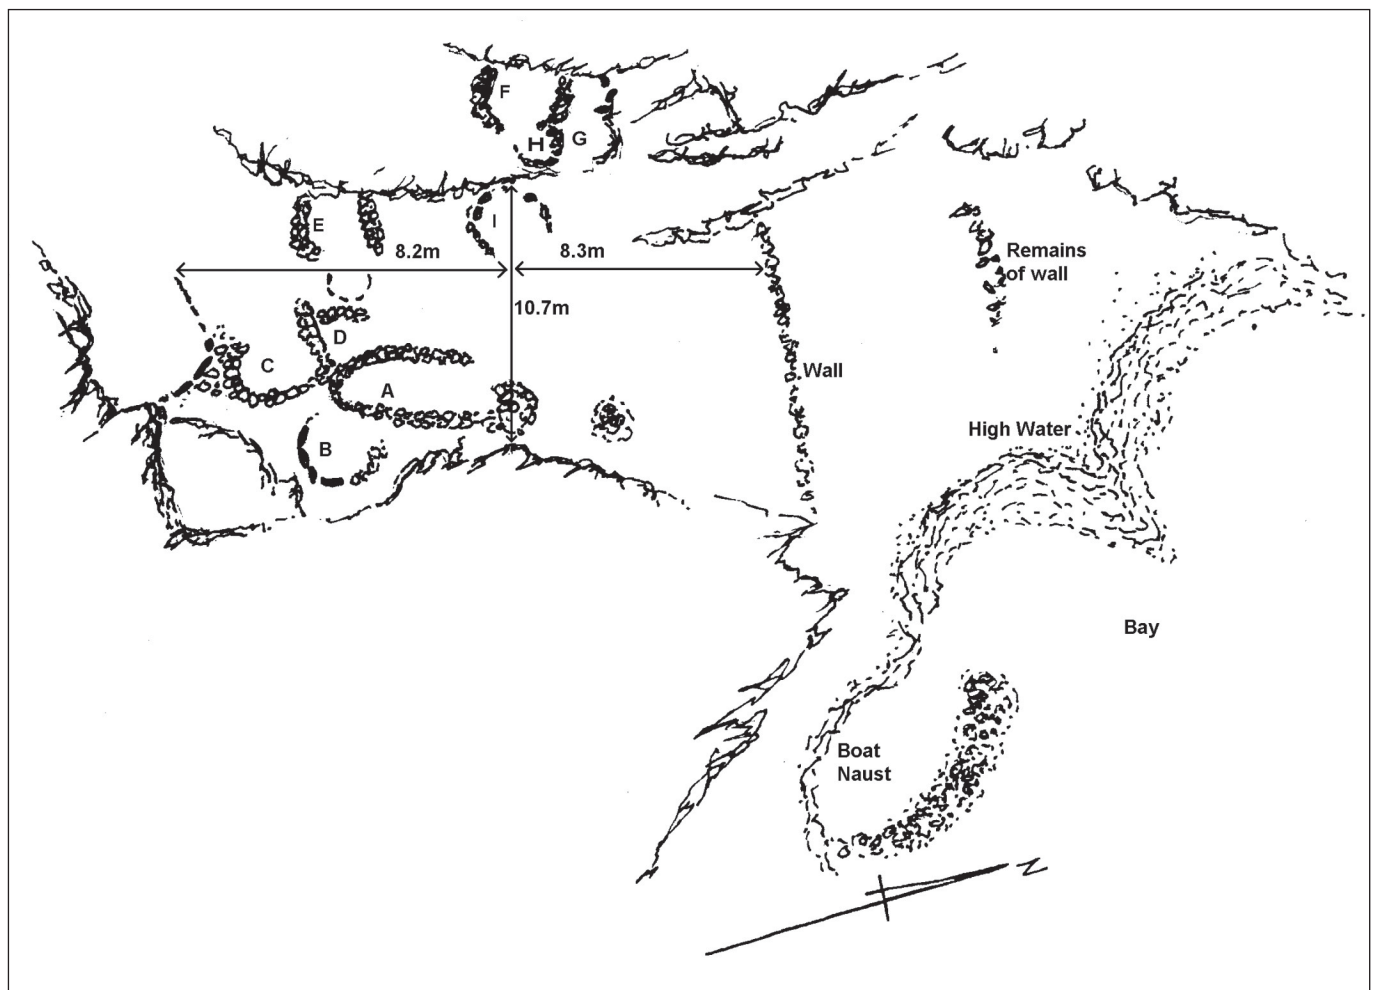 F
H
G
E
I
8.2m
8.3m
Remains
of wall
10.7m
D
C
Wall
A
High Water
B
Bay
Boat
Naust
N